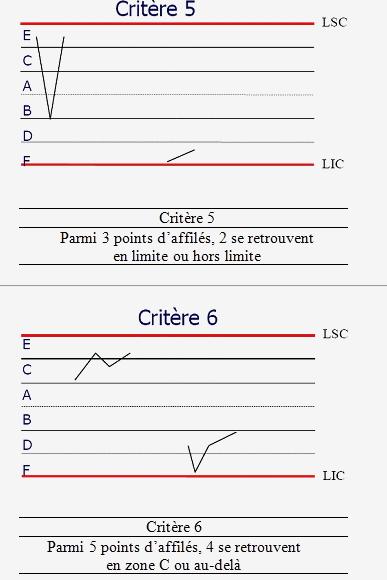 Critère 5
LSC
E
C
A
B
D
F
LIC
Critère 5
Parmi 3 points d’affilés, 2 se retrouvent
en limite ou hors limite
Critère 6
LSC
E
C
A
B
D
F
LIC
Critère 6
Parmi 5 points d’affilés, 4 se retrouvent
en zone C ou au-delà